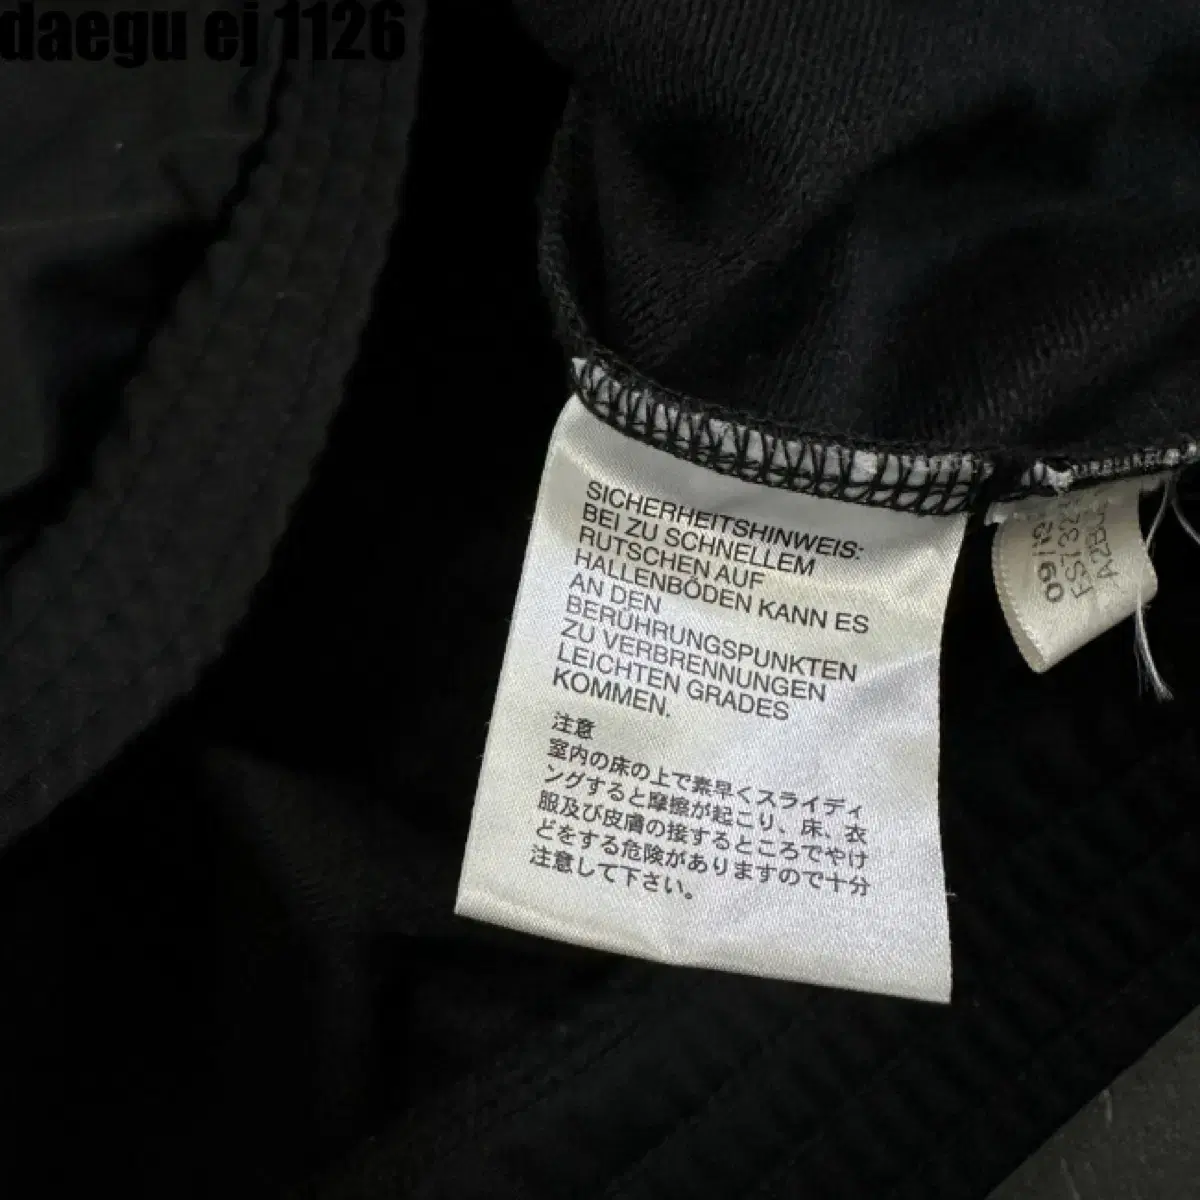 daegu ej 1126
SICHERHEITSHINWEIS:
BEI ZU SCHNELLEM
RUTSCHEN AUF
HALLENBÖDEN KANN ES
AN DEN
BERÜHRUNGSPUNKTEN
ZU VERBRENNUNGEN
LEICHTEN GRADES
KOMMEN.
注意
室内の床の上で素早くスライディ
ングすると摩擦が起こり、床、衣
服及び皮膚の接するところでやけ
どをする危険がありますので十分
注意して下さい。
09/12